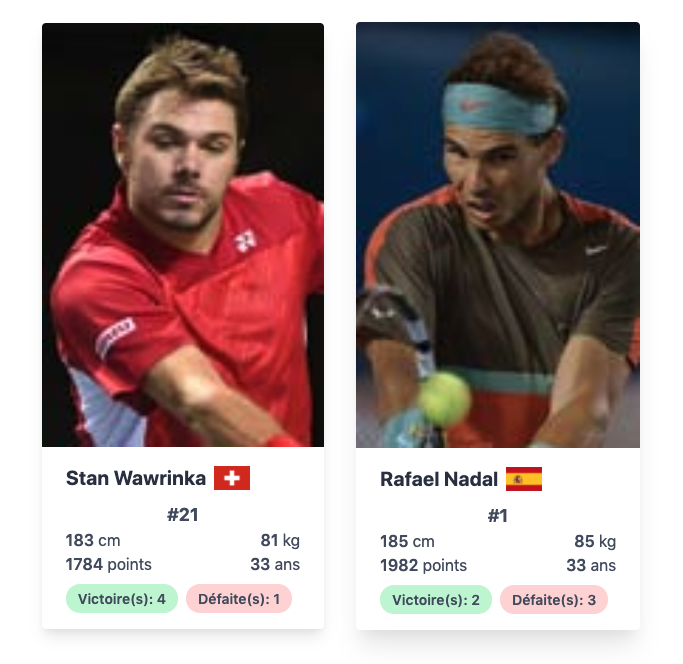 Stan Wawrinka
#21
183 cm 81 kg
1784 points 33 ans
Victoire(s): 4 Défaite(s): 1
Rafael Nadal
#1
185 cm 85 kg
1982 points 33 ans
Victoire(s): 2 Défaite(s): 3